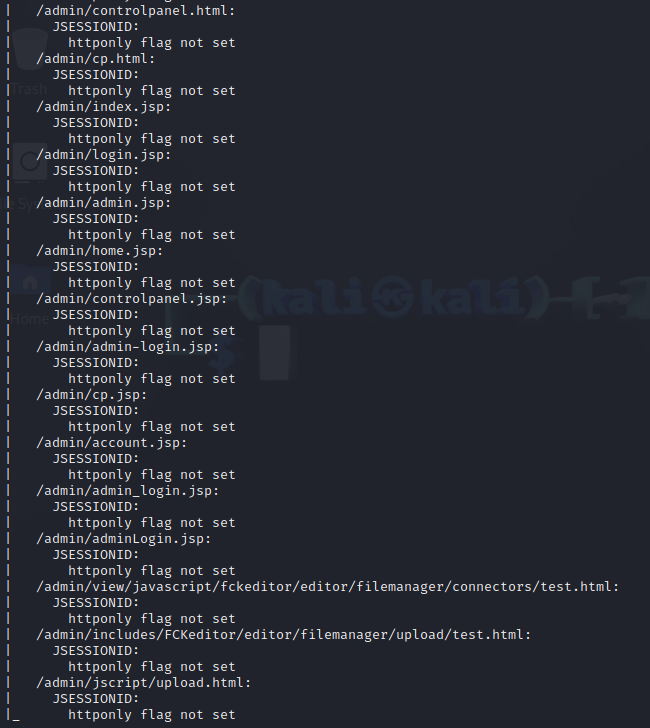 | /admin/controlpanel.html:
| JSESSIONID:
| httponly flag not set
| /admin/cp.html:
| JSESSIONID:
| httponly flag not set
| /admin/index.jsp:
| JSESSIONID:
| httponly flag not set
| /admin/login.jsp:
| JSESSIONID:
| httponly flag not set
| /admin/admin.jsp:
| JSESSIONID:
| httponly flag not set
| /admin/home.jsp:
| JSESSIONID:
| httponly flag not set
| /admin/controlpanel.jsp:
| JSESSIONID:
| httponly flag not set
| /admin/admin-login.jsp:
| JSESSIONID:
| httponly flag not set
| /admin/cp.jsp:
| JSESSIONID:
| httponly flag not set
| /admin/account.jsp:
| JSESSIONID:
| httponly flag not set
| /admin/admin_login.jsp:
| JSESSIONID:
| httponly flag not set
| /admin/adminLogin.jsp:
| JSESSIONID:
| httponly flag not set
| /admin/view/javascript/fckeditor/editor/filemanager/connectors/test.html:
| JSESSIONID:
| httponly flag not set
| /admin/includes/FCKeditor/editor/filemanager/upload/test.html:
| JSESSIONID:
| httponly flag not set
| /admin/jscript/upload.html:
| JSESSIONID:
|_ httponly flag not set
Trash
Home
(kali㉿kali)-[
$